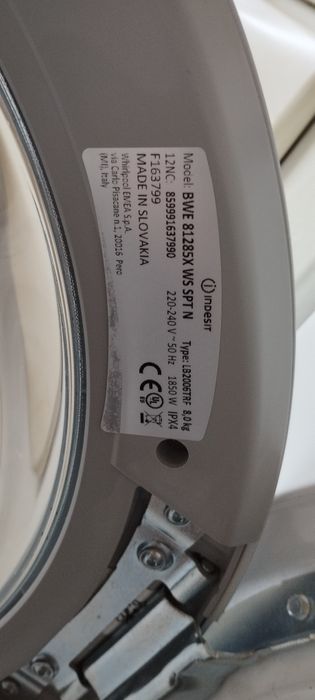 indesit
Model: BWE 81285X WS SPT N Type: LB2006TRF 8,0 kg
12NC: 859991637990 220-240 V ~ 50 Hz 1850 W IPX4
F163799
MADE IN SLOVAKIA
Whirlpool EMEA S.p.A.
via Carlo Pisacane n.1, 20016 Pero
(MI), Italy
CE